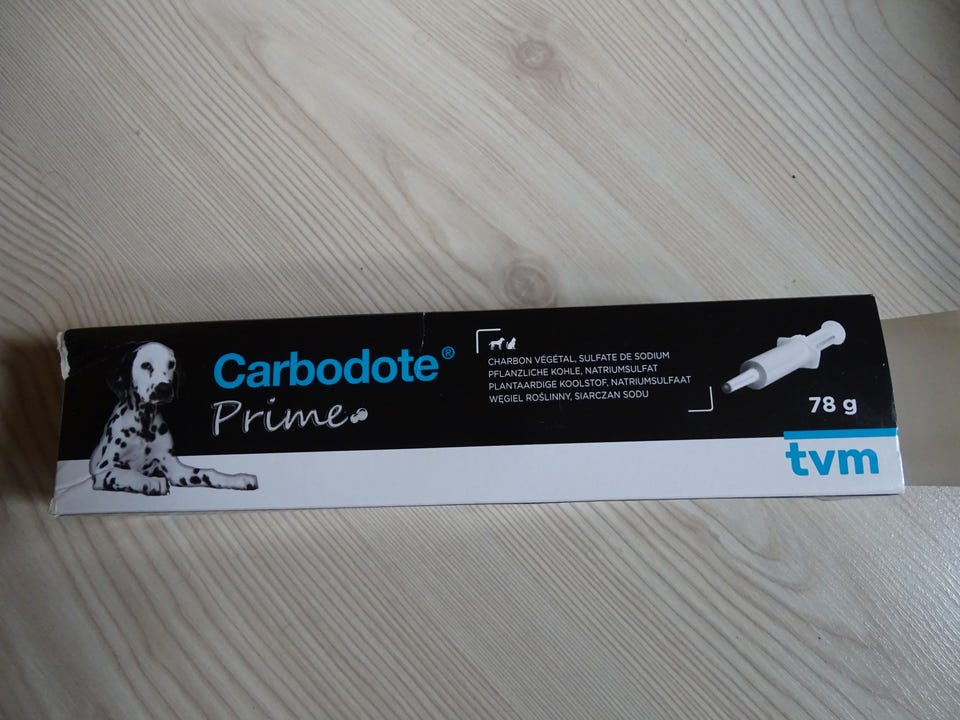 Carbodote®
Prime
CHARBON VÉGÉTAL, SULFATE DE SODIUM
PFLANZLICHE KOHLE, NATRIUMSULFAT
PLANTAARDIGE KOOLSTOF, NATRIUMSULFAAT
WĘGIEL ROŚLINNY, SIARCZAN SODU
78 g
tvm